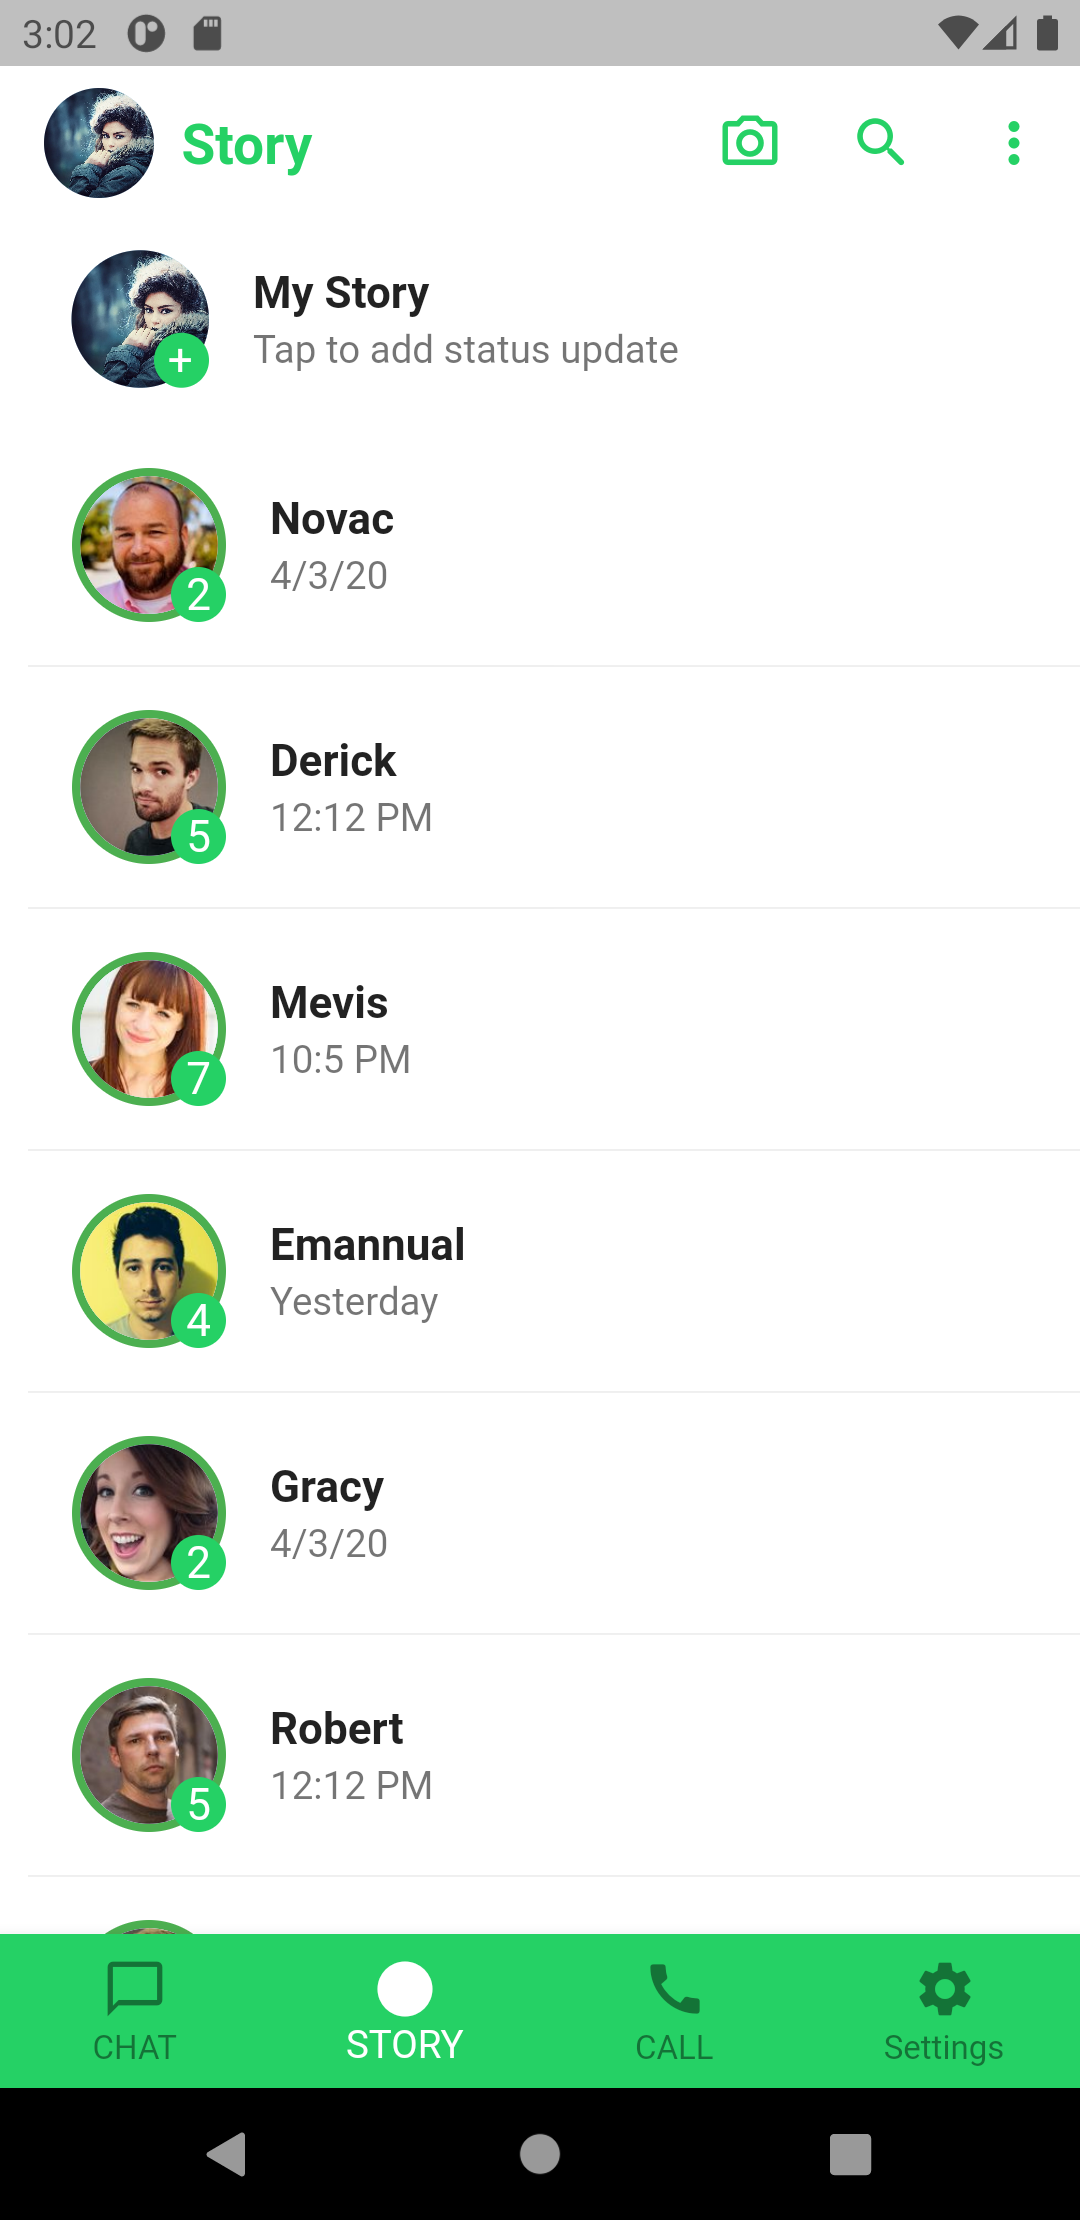 3:02
Story
My Story
Tap to add status update
+
Novac
4/3/20
2
Derick
12:12 PM
5
Mevis
10:5 PM
7
Emannual
Yesterday
4
Gracy
4/3/20
2
Robert
12:12 PM
5
CHAT
STORY
CALL
Settings